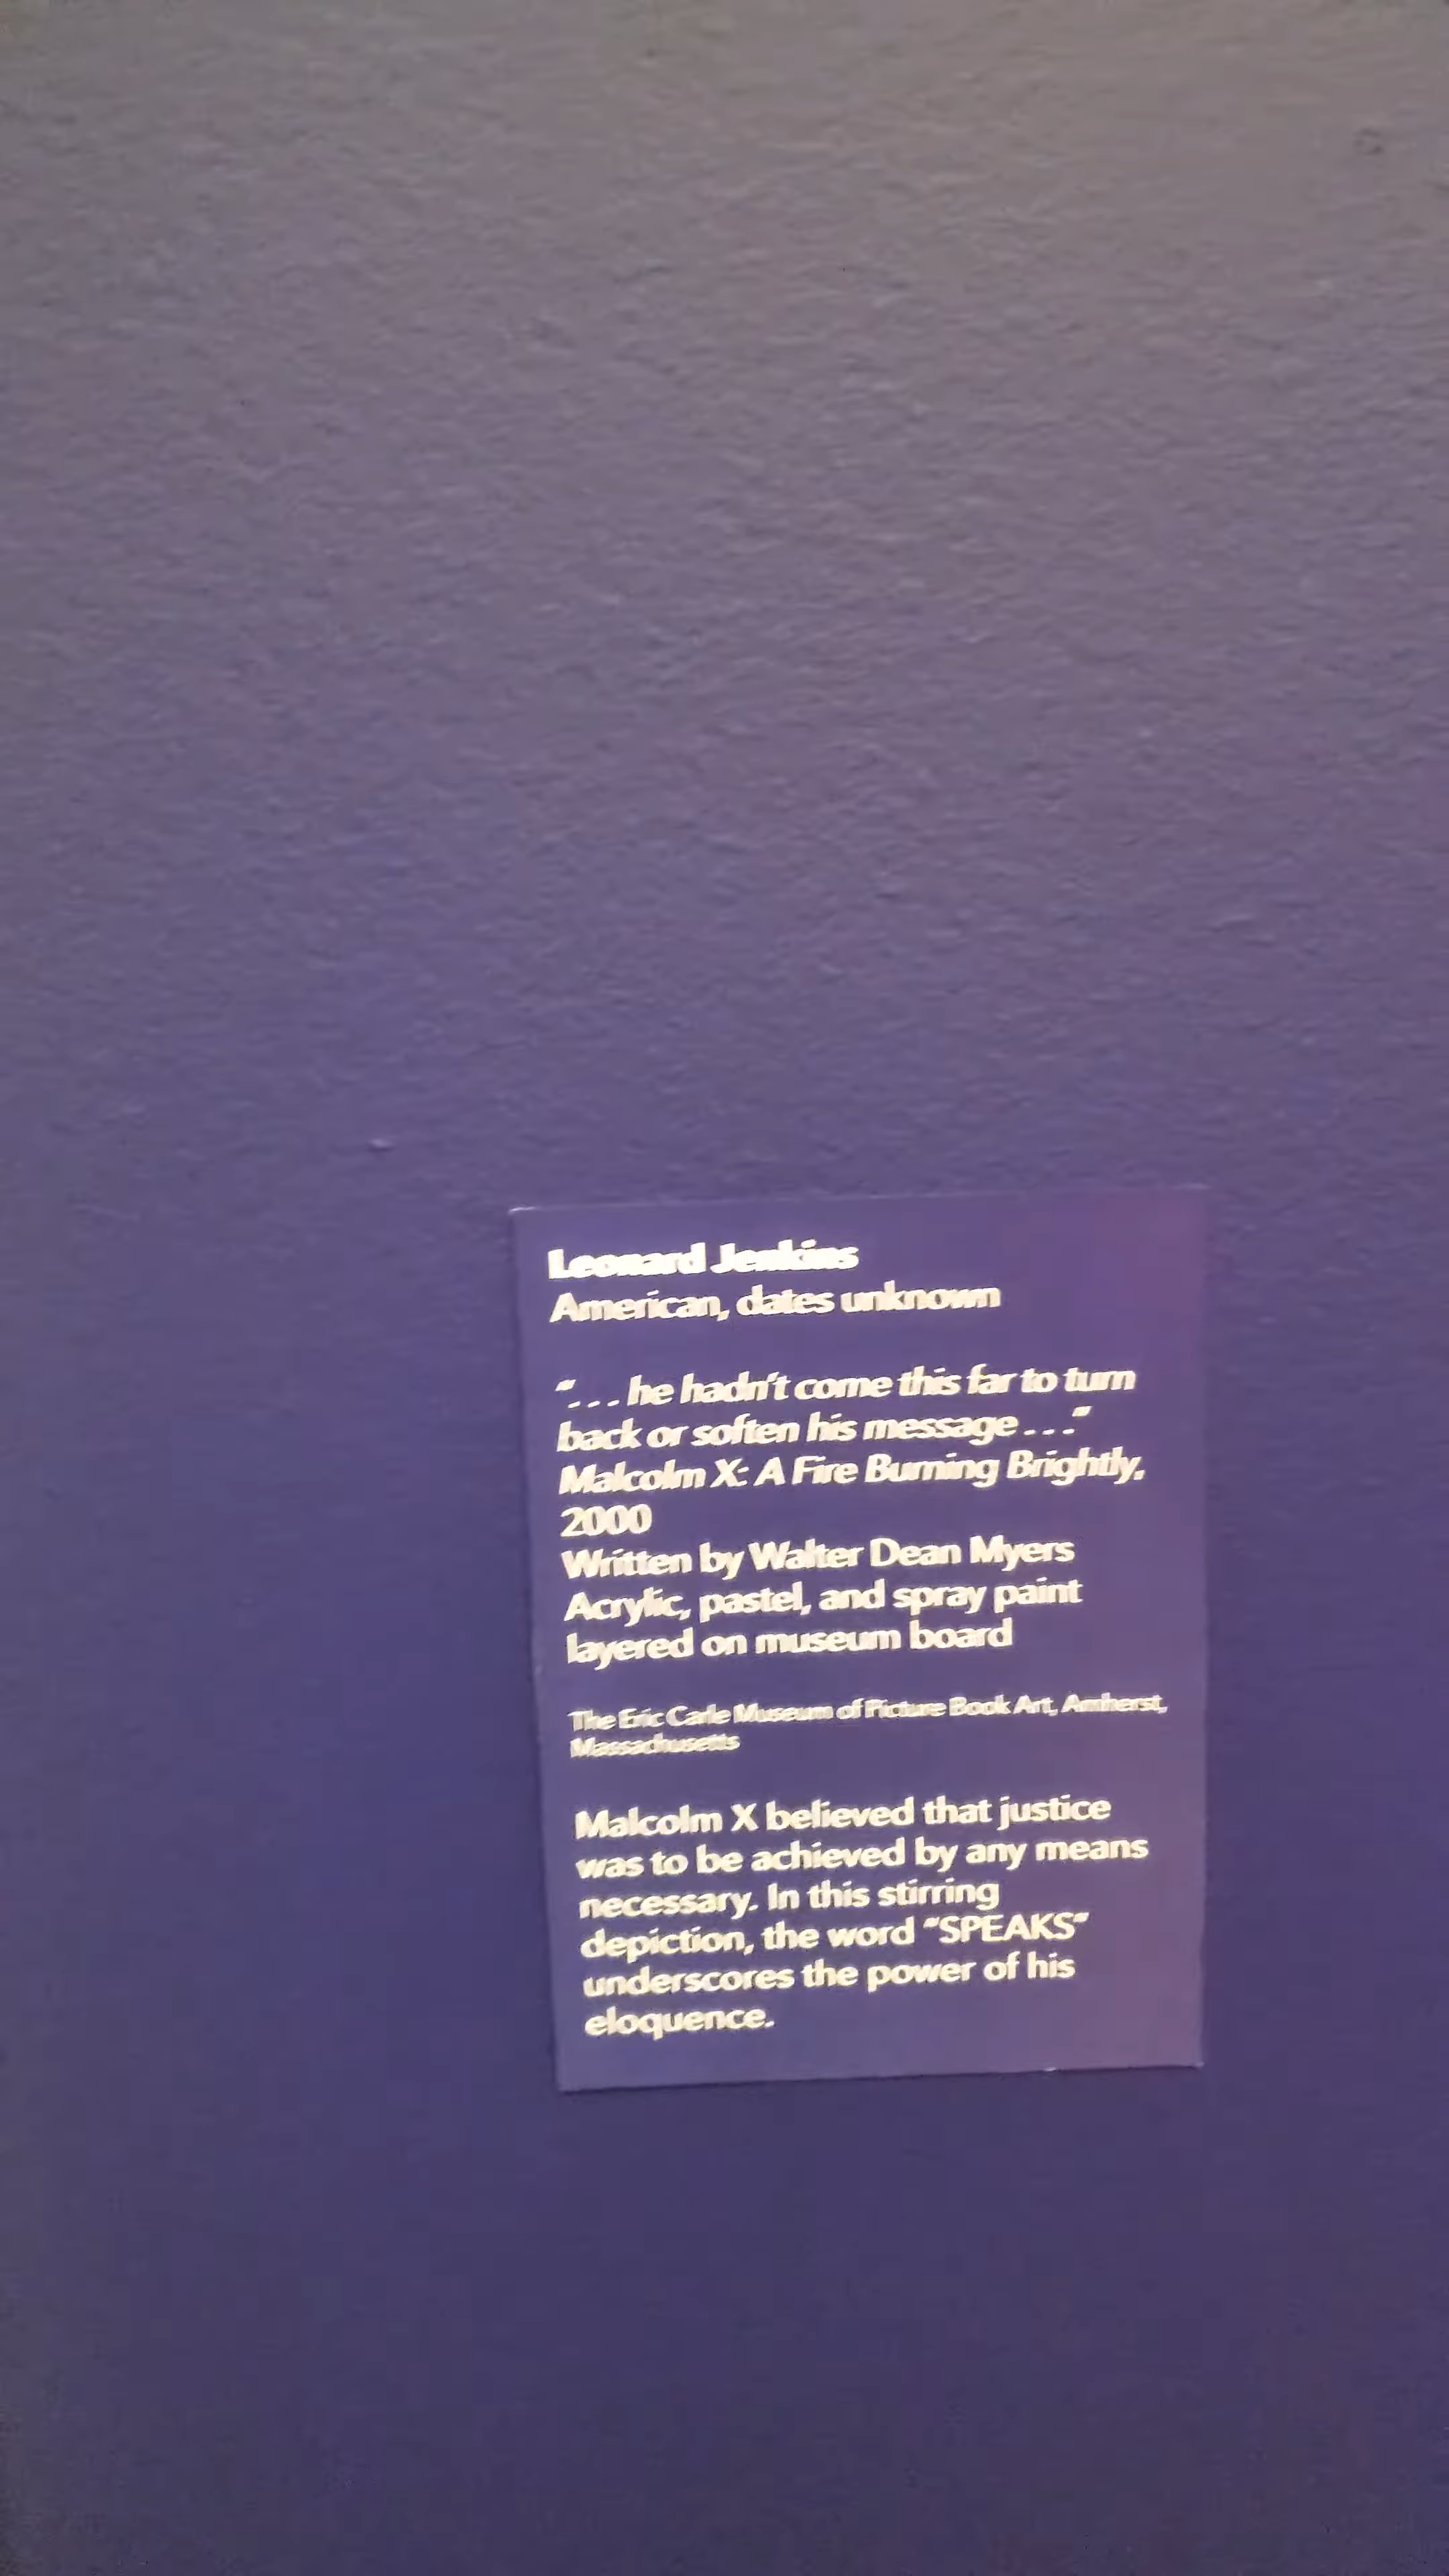 Leonard Jenkins
American, dates unknown
“. . . he hadn’t come this far to turn
back or soften his message . . .”
Malcolm X: A Fire Burning Brightly,
2000
Written by Walter Dean Myers
Acrylic, pastel, and spray paint
layered on museum board
The Eric Carle Museum of Picture Book Art, Amherst,
Massachusetts
Malcolm X believed that justice
was to be achieved by any means
necessary. In this stirring
depiction, the word “SPEAKS”
underscores the power of his
eloquence.